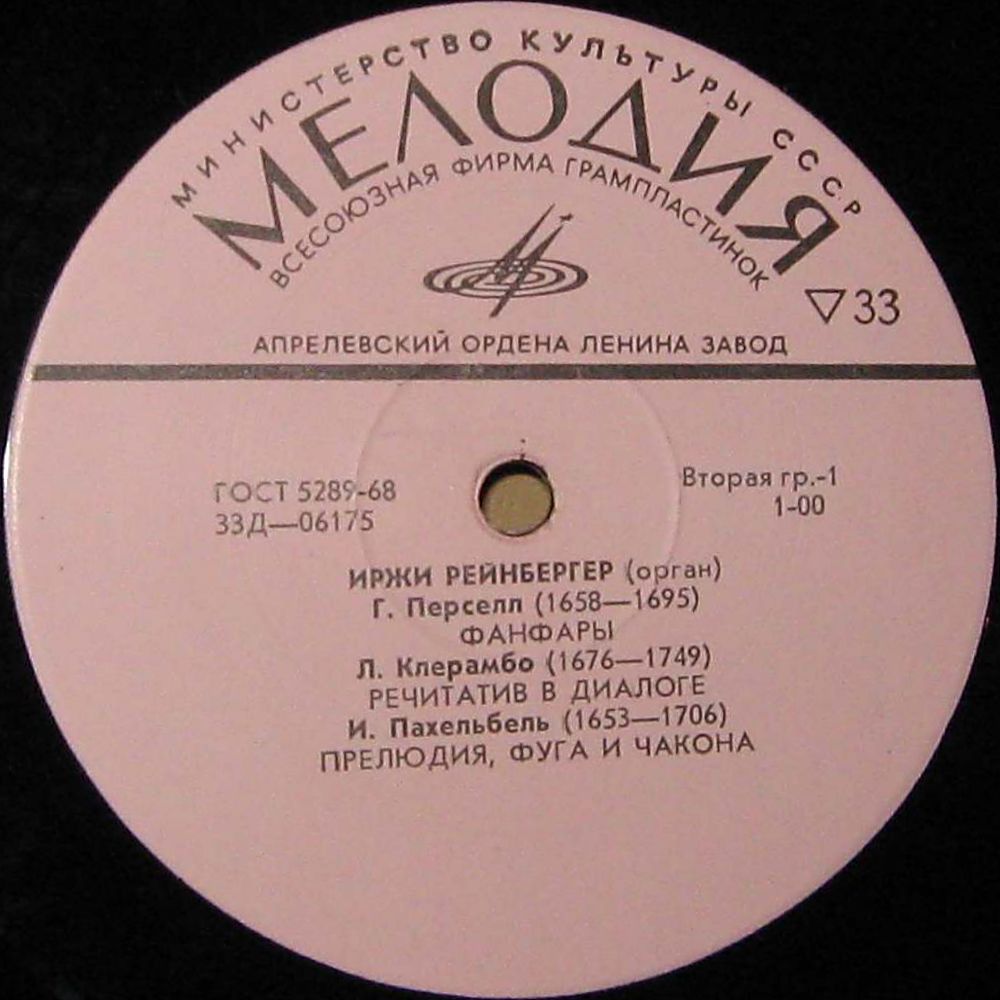 МИНИСТЕРСТВО КУЛЬТУРЫ СССР
МЕЛОДИЯ
ВСЕСОЮЗНАЯ ФИРМА ГРАМПЛАСТИНОК
▽33
АПРЕЛЕВСКИЙ ОРДЕНА ЛЕНИНА ЗАВОД
ГОСТ 5289-68
33Д—06175
Вторая гр.-1
1-00
ИРЖИ РЕЙНБЕРГЕР (орган)
Г. Перселл (1658—1695)
ФАНФАРЫ
Л. Клерамбо (1676—1749)
РЕЧИТАТИВ В ДИАЛОГЕ
И. Пахельбель (1653—1706)
ПРЕЛЮДИЯ, ФУГА И ЧАКОНА